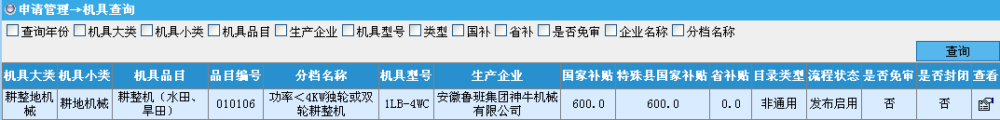 申请管理→机具查询
查询年份 机具大类 机具小类 机具品目 生产企业 机具型号 类型 国补 省补 是否免审 企业名称 分档名称
查询
机具大类 机具小类 机具品目 品目编号 分档名称 机具型号 生产企业 国家补贴 特殊县国家补贴 省补贴 目录类型 流程状态 是否免审 是否封闭 查看
耕整地机械 耕地机械 耕整机（水田、旱田） 010106 功率＜4KW独轮或双轮耕整机 1LB-4WC 安徽鲁班集团神牛机械有限公司 600.0 600.0 0.0 非通用 发布启用 否 否